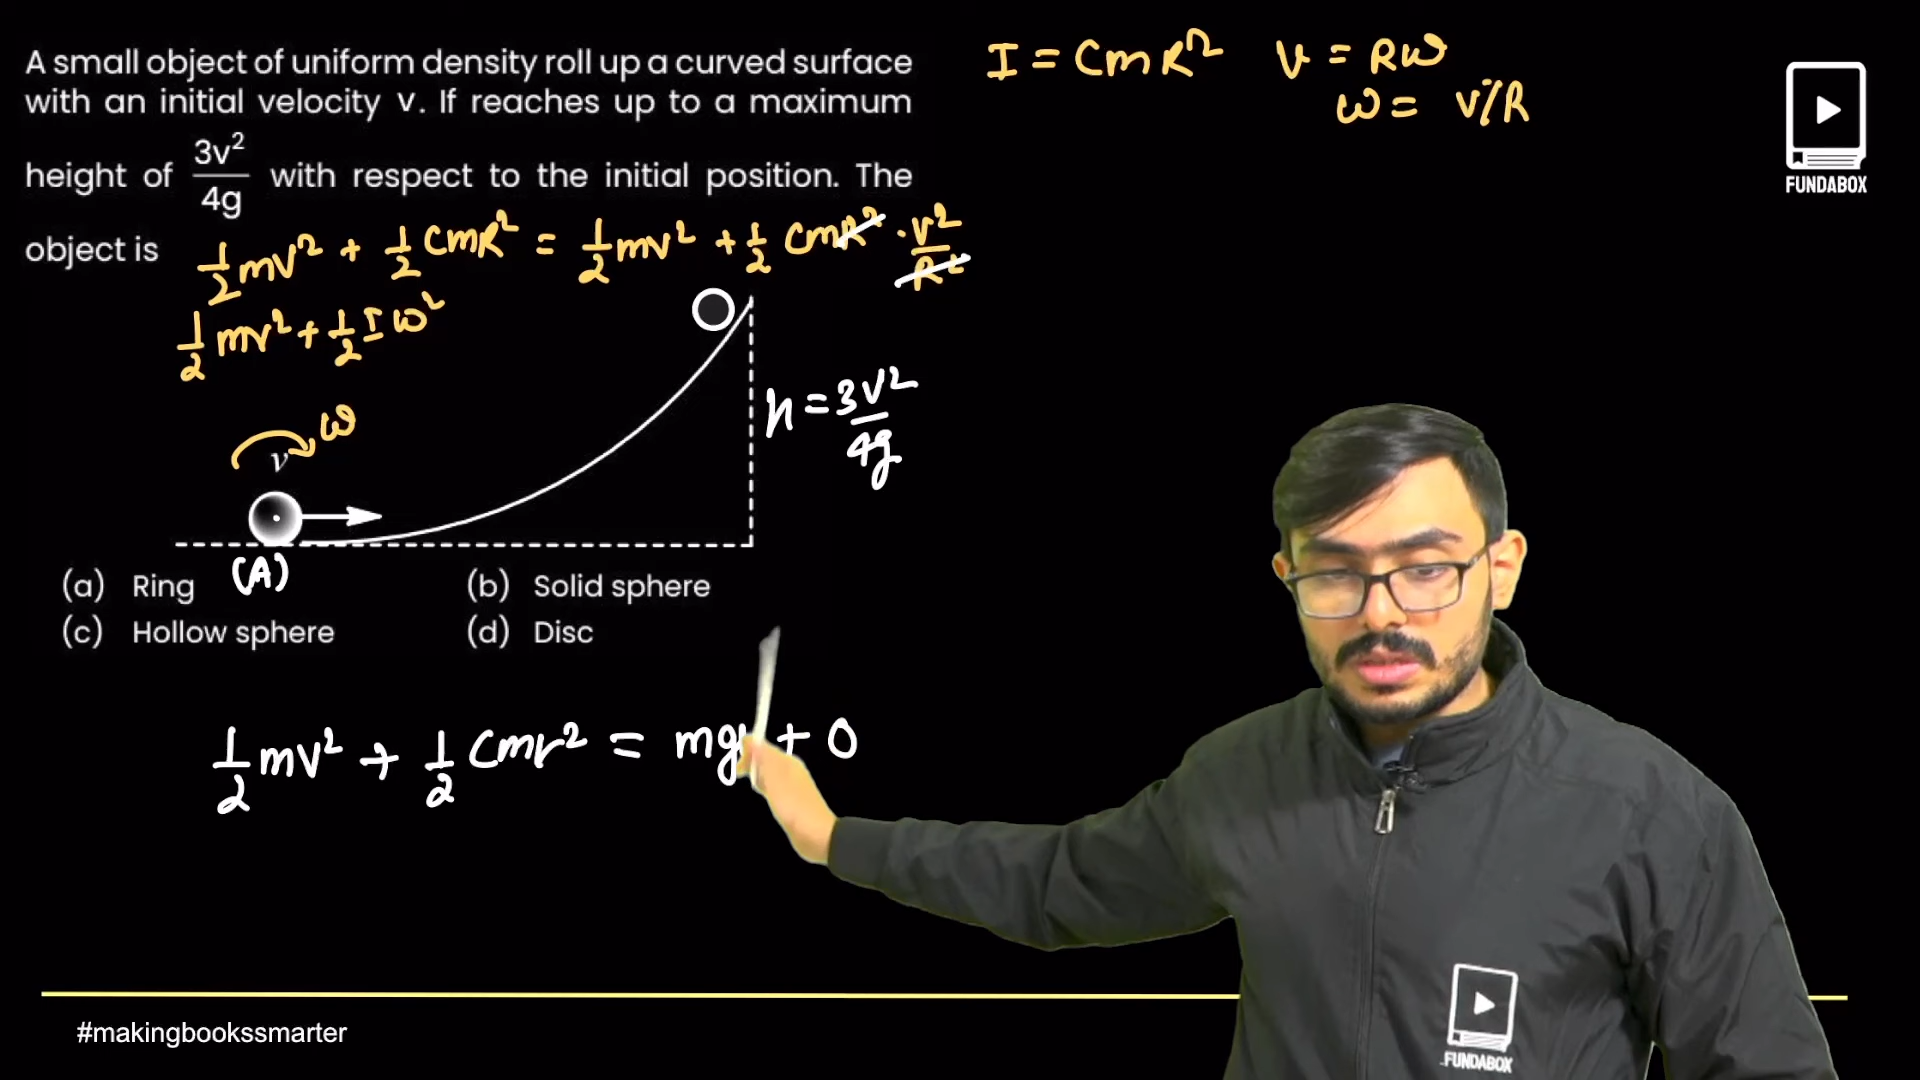 A small object of uniform density roll up a curved surface
with an initial velocity v. If reaches up to a maximum
height of 3v²/4g with respect to the initial position. The
object is
I = CmR² v = Rω
ω = v/R
FUNDABOX
1/2 mv² + 1/2 CmR² = 1/2 mv² + 1/2 CmR² · v²/R²
1/2 mv² + 1/2 I ω²
h = 3v²/4g
ω
v
(A)
(a) Ring (b) Solid sphere
(c) Hollow sphere (d) Disc
1/2 mv² + 1/2 Cmv² = mg + 0
#makingbookssmarter
FUNDABOX